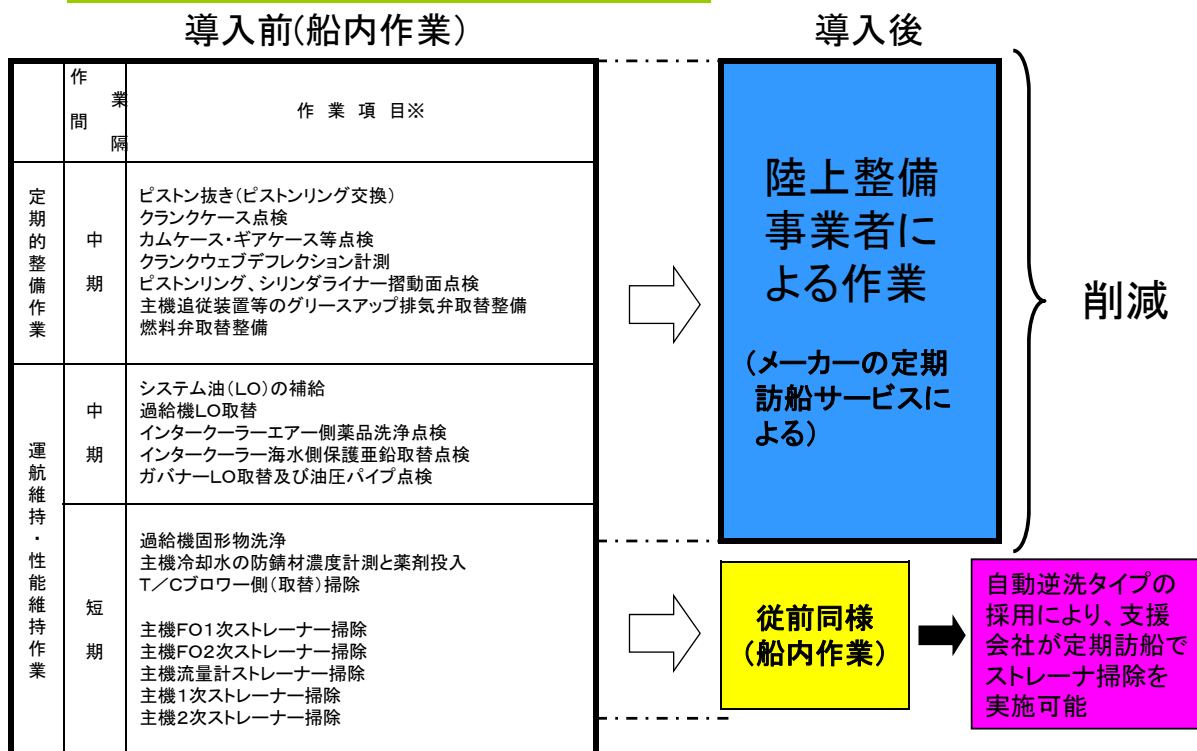 導入前(船内作業)
導入後
作業間隔
作 業 項 目※
定期的整備作業
中期
ピストン抜き(ピストンリング交換)
クランクケース点検
カムケース・ギアケース等点検
クランクウェブデフレクション計測
ピストンリング、シリンダライナー摺動面点検
主機追従装置等のグリースアップ排気弁取替整備
燃料弁取替整備
運航維持・性能維持作業
中期
システム油(LO)の補給
過給機LO取替
インタークーラーエアー側薬品洗浄点検
インタークーラー海水側保護亜鉛取替点検
ガバナーLO取替及び油圧パイプ点検
短期
過給機固形物洗浄
主機冷却水の防錆材濃度計測と薬剤投入
T/Cブロワー側(取替)掃除
主機FO1次ストレーナー掃除
主機FO2次ストレーナー掃除
主機流量計ストレーナー掃除
主機1次ストレーナー掃除
主機2次ストレーナー掃除
陸上整備
事業者に
よる作業
(メーカーの定期
訪船サービスに
よる)
削減
従前同様
(船内作業)
自動逆洗タイプの
採用により、支援
会社が定期訪船で
ストレーナ掃除を
実施可能